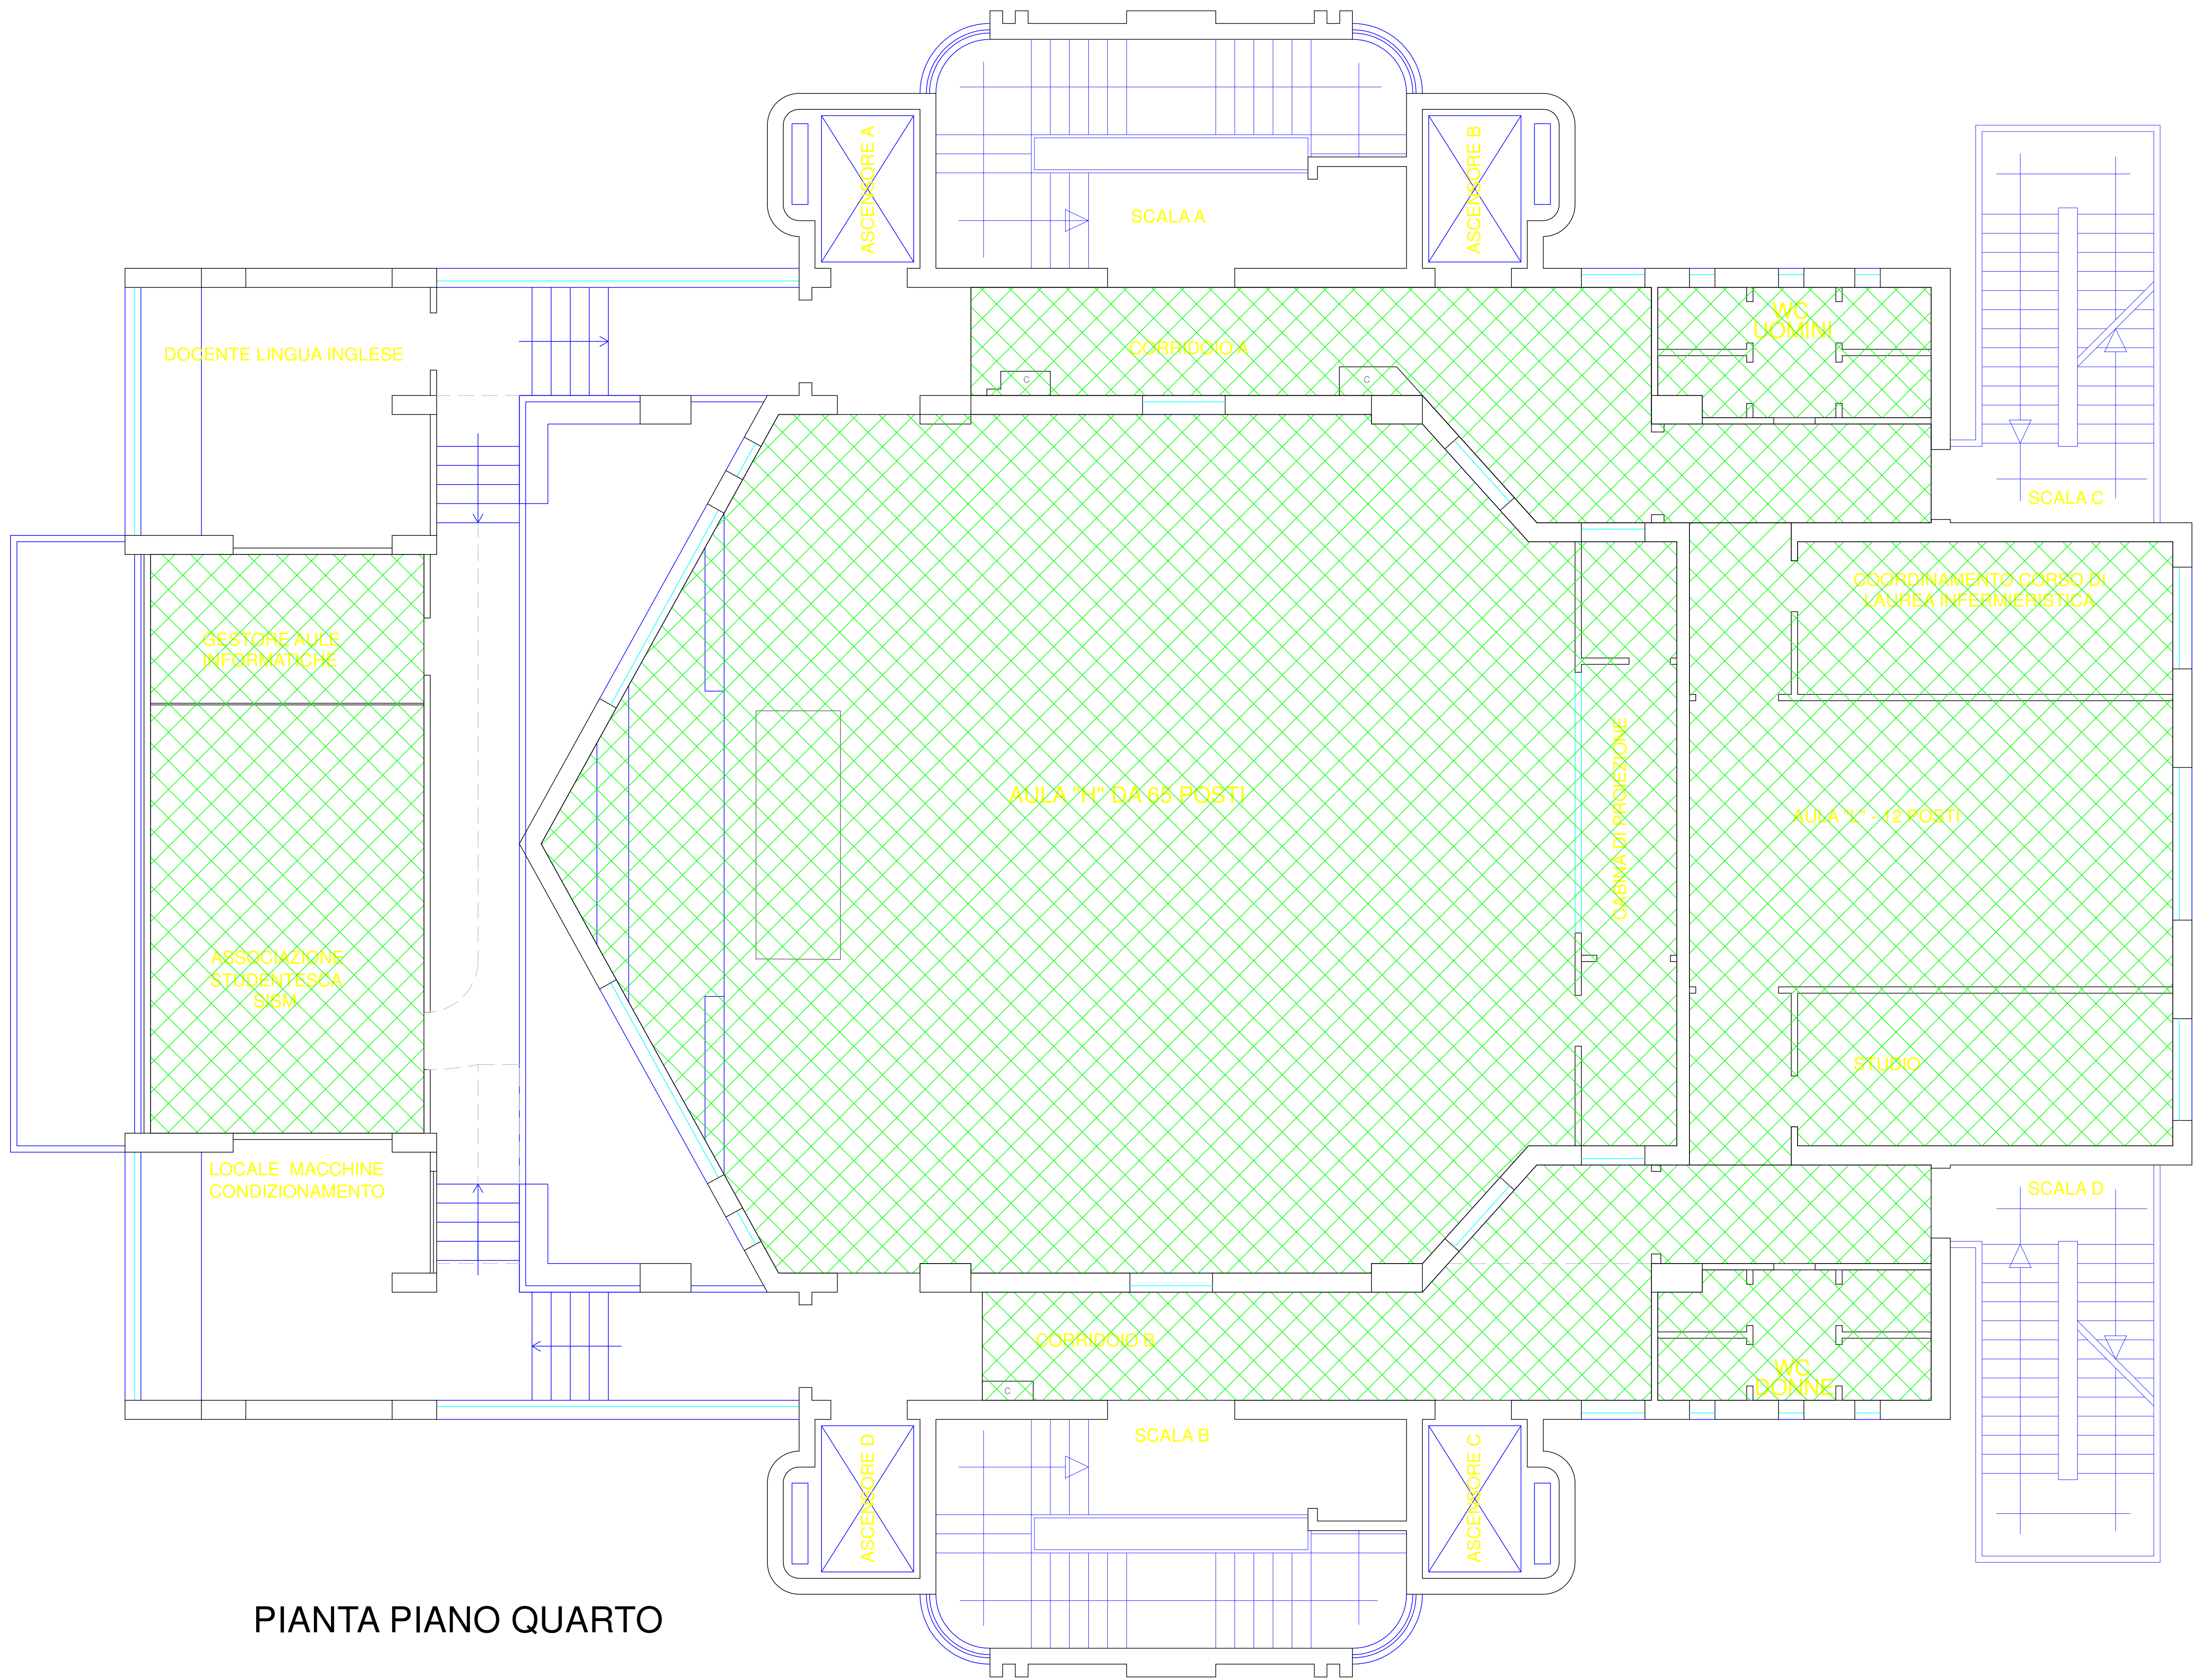 ASCENSORE A
SCALA A
ASCENSORE B
WC
UOMINI
DOCENTE LINGUA INGLESE
CORRIDOIO A
C
C
SCALA C
COORDINAMENTO CORSO DI
LAUREA INFERMIERISTICA
GESTORE AULE
INFORMATICHE
AULA "H" DA 65 POSTI
CABINA DI PROIEZIONE
AULA "L" - 12 POSTI
ASSOCIAZIONE
STUDENTESCA
SISM
STUDIO
LOCALE MACCHINE
CONDIZIONAMENTO
SCALA D
CORRIDOIO B
C
WC
DONNE
SCALA B
ASCENSORE D
ASCENSORE C
PIANTA PIANO QUARTO